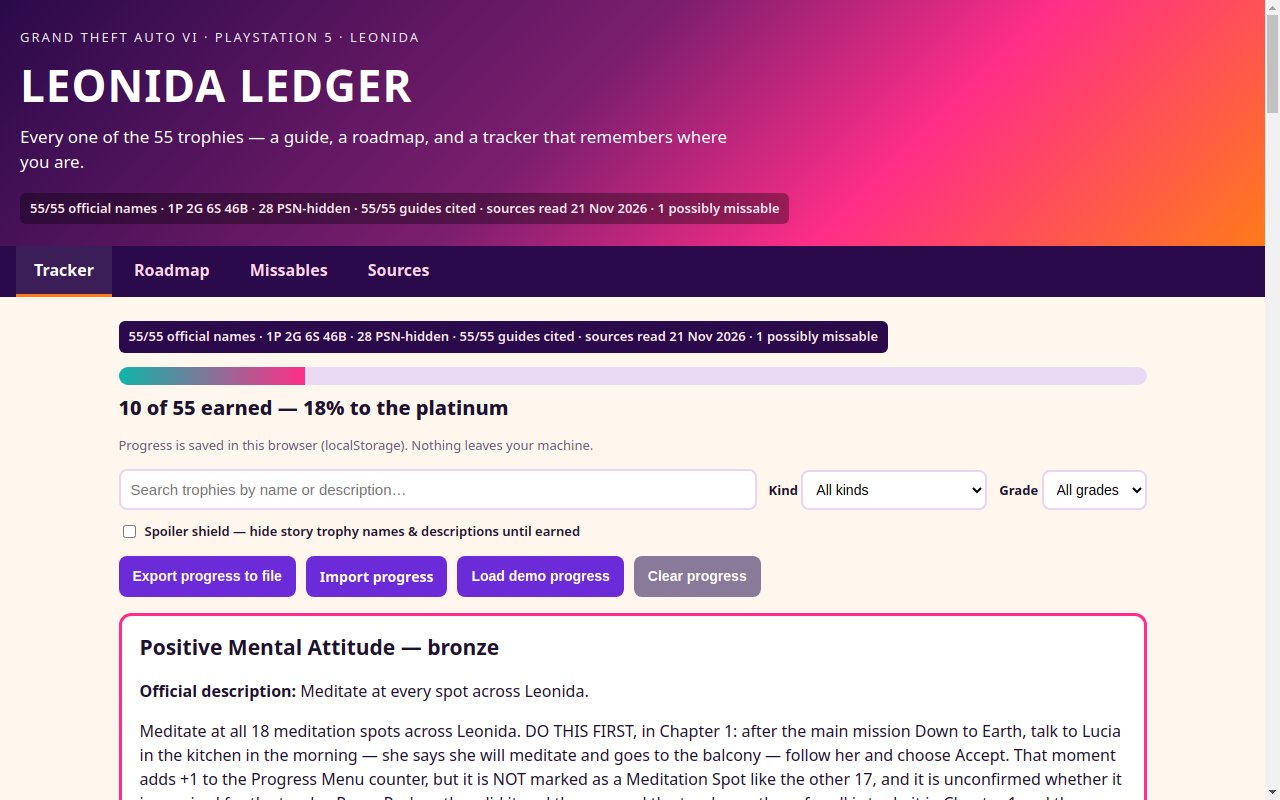 GRAND THEFT AUTO VI · PLAYSTATION 5 · LEONIDA
LEONIDA LEDGER
Every one of the 55 trophies — a guide, a roadmap, and a tracker that remembers where
you are.
55/55 official names · 1P 2G 6S 46B · 28 PSN-hidden · 55/55 guides cited · sources read 21 Nov 2026 · 1 possibly missable
Tracker Roadmap Missables Sources
55/55 official names · 1P 2G 6S 46B · 28 PSN-hidden · 55/55 guides cited · sources read 21 Nov 2026 · 1 possibly missable
10 of 55 earned — 18% to the platinum
Progress is saved in this browser (localStorage). Nothing leaves your machine.
Search trophies by name or description… Kind All kinds Grade All grades
Spoiler shield — hide story trophy names & descriptions until earned
Export progress to file Import progress Load demo progress Clear progress
Positive Mental Attitude — bronze
Official description: Meditate at every spot across Leonida.
Meditate at all 18 meditation spots across Leonida. DO THIS FIRST, in Chapter 1: after the main mission Down to Earth, talk to Lucia
in the kitchen in the morning — she says she will meditate and goes to the balcony — follow her and choose Accept. That moment
adds +1 to the Progress Menu counter, but it is NOT marked as a Meditation Spot like the other 17, and it is unconfirmed whether it